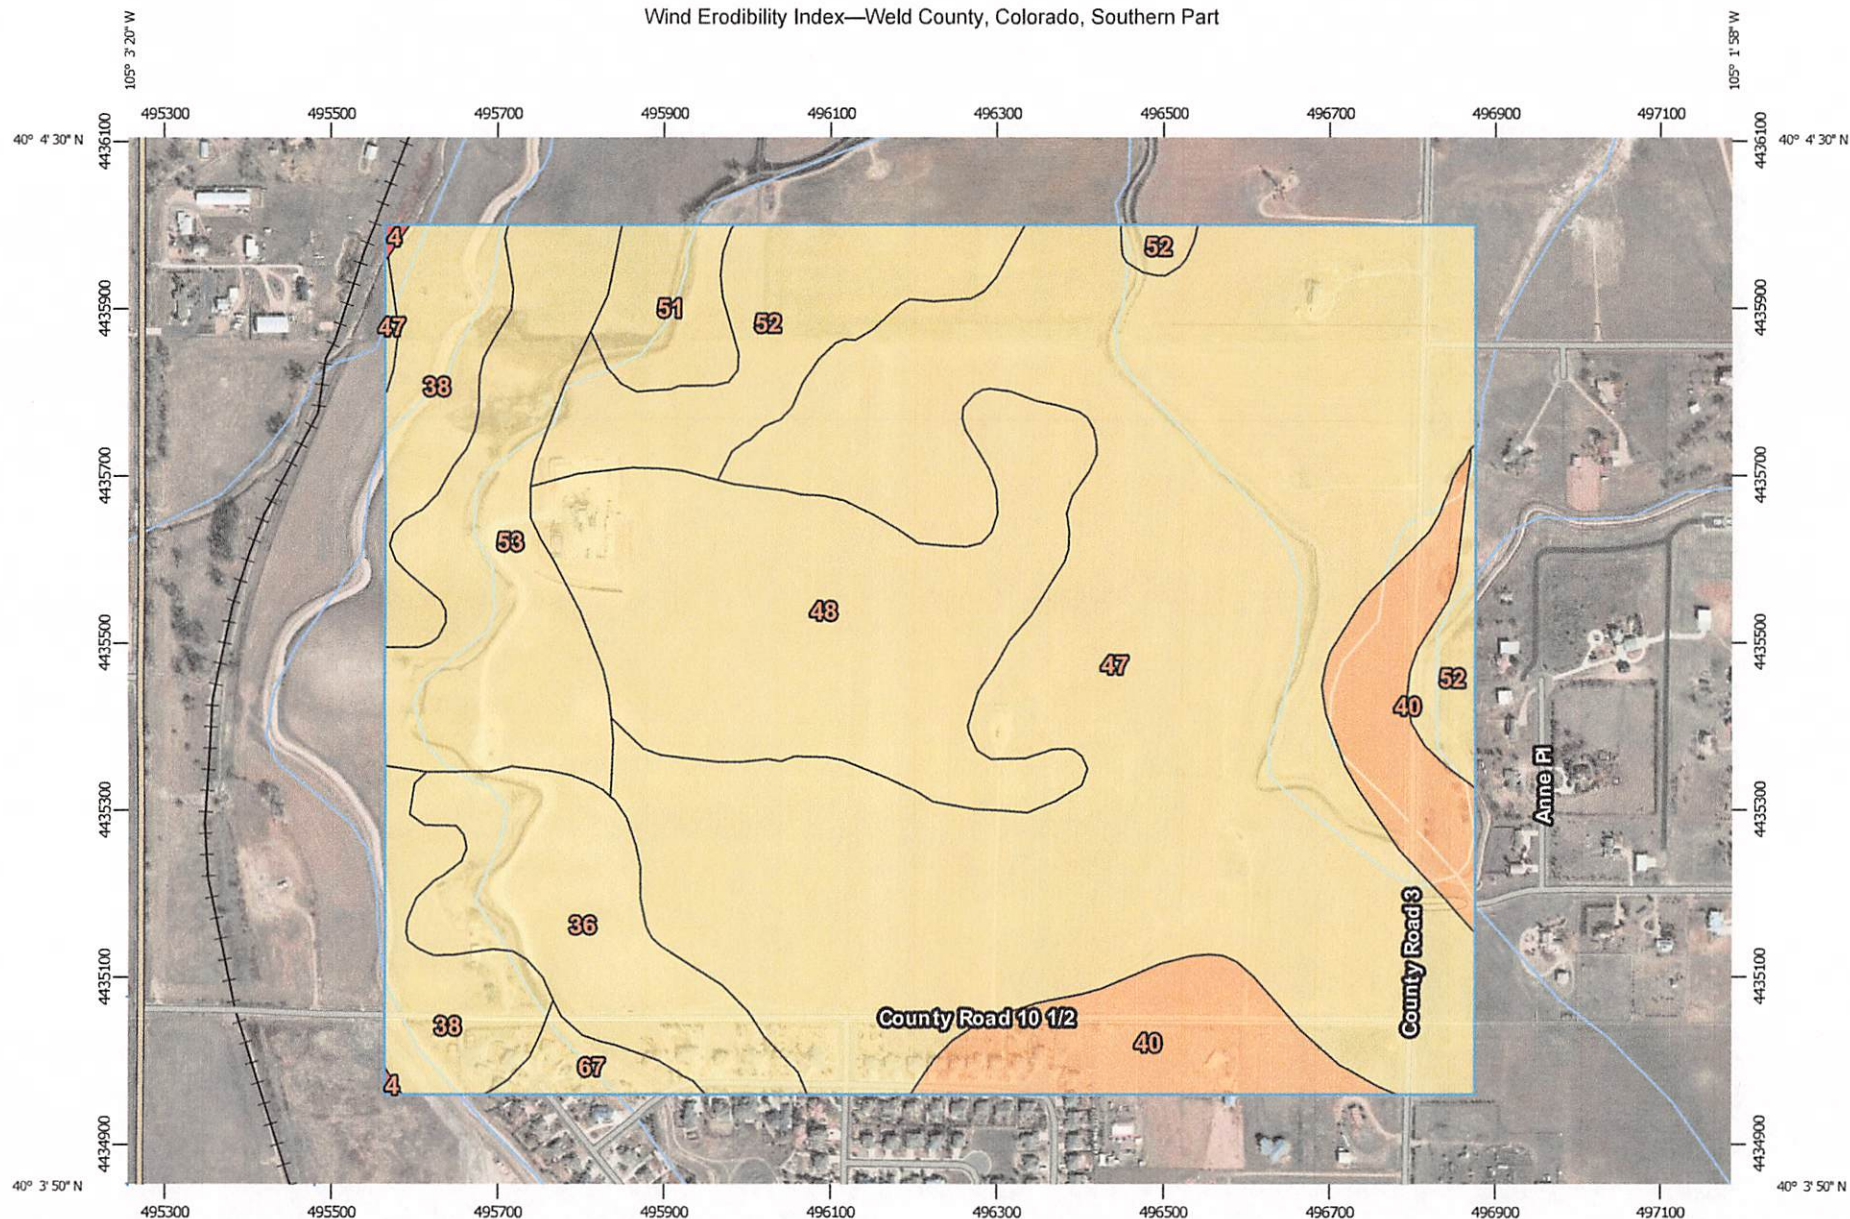 Wind Erodibility Index—Weld County, Colorado, Southern Part
105° 3' 20" W
105° 1' 58" W
495300 495500 495700 495900 496100 496300 496500 496700 496900 497100
40° 4' 30" N
4436100
4436100
40° 4' 30" N
4
52
4435900
51
52
4435900
47
38
4435700
4435700
53
48
4435500
47
52
4435500
40
Anne Pl
4435300
4435300
36
County Road 3
4435100
4435100
County Road 10 1/2
38
40
67
4
4434900
4434900
40° 3' 50" N
40° 3' 50" N
495300 495500 495700 495900 496100 496300 496500 496700 496900 497100